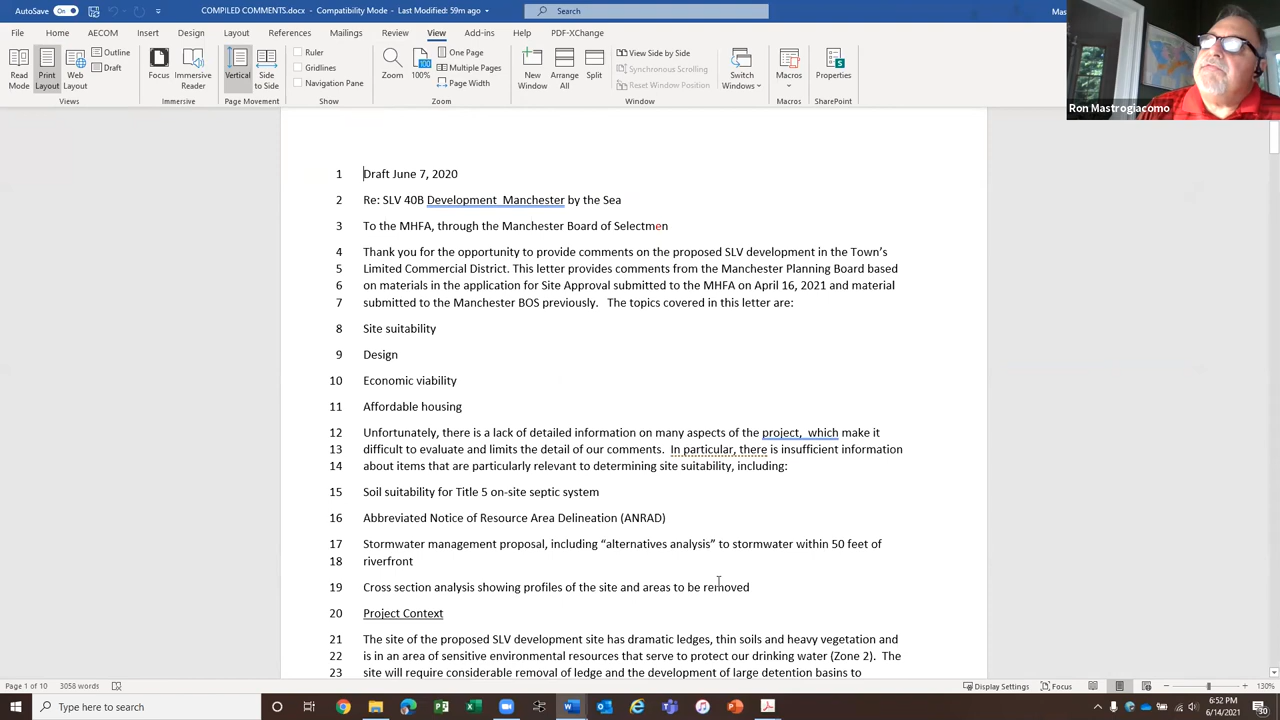 AutoSave On COMPILED COMMENTS.docx - Compatibility Mode • Last Modified: 59m Search Mas
File Home AECOM Insert Design Layout References Mailings Review View Add-ins Help PDF-XChange
Read Mode Print Layout Web Layout Outline Draft Focus Immersive Reader Vertical Side to Side Ruler Gridlines Navigation Pane Zoom 100% One Page Multiple Pages Page Width New Window Arrange All Split View Side by Side Synchronous Scrolling Reset Window Position Switch Windows Macros Properties
Views Immersive Page Movement Show Zoom Window Macros SharePoint
Ron Mastrogiacomo
1 Draft June 7, 2020
2 Re: SLV 40B Development Manchester by the Sea
3 To the MHFA, through the Manchester Board of Selectmen
4 Thank you for the opportunity to provide comments on the proposed SLV development in the Town’s
5 Limited Commercial District. This letter provides comments from the Manchester Planning Board based
6 on materials in the application for Site Approval submitted to the MHFA on April 16, 2021 and material
7 submitted to the Manchester BOS previously. The topics covered in this letter are:
8 Site suitability
9 Design
10 Economic viability
11 Affordable housing
12 Unfortunately, there is a lack of detailed information on many aspects of the project, which make it
13 difficult to evaluate and limits the detail of our comments. In particular, there is insufficient information
14 about items that are particularly relevant to determining site suitability, including:
15 Soil suitability for Title 5 on-site septic system
16 Abbreviated Notice of Resource Area Delineation (ANRAD)
17 Stormwater management proposal, including “alternatives analysis” to stormwater within 50 feet of
18 riverfront
19 Cross section analysis showing profiles of the site and areas to be removed
20 Project Context
21 The site of the proposed SLV development site has dramatic ledges, thin soils and heavy vegetation and
22 is in an area of sensitive environmental resources that serve to protect our drinking water (Zone 2). The
23 site will require considerable removal of ledge and the development of large detention basins to
Page 1 of 10 3058 words Display Settings Focus 130%
Type here to search 6:52 PM
6/14/2021